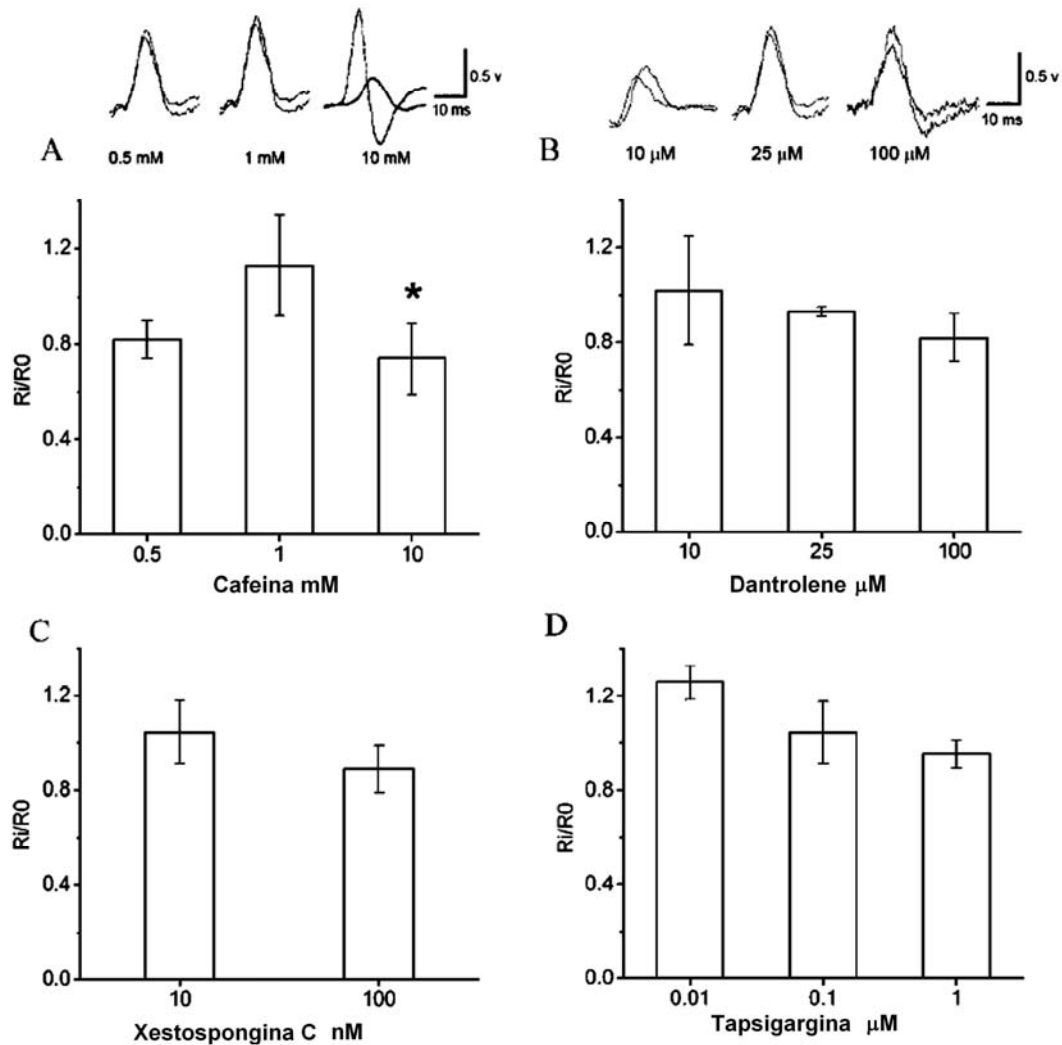 0.5 v
10 ms
A
0.5 mM
1 mM
10 mM
0.5 v
10 ms
B
10 μM
25 μM
100 μM
1.2
0.8
0.4
0.0
Ri/R0
*
0.5
1
10
Cafeina mM
1.2
0.8
0.4
0.0
Ri/R0
10
25
100
Dantrolene μM
C
1.2
0.8
0.4
0.0
Ri/R0
10
100
Xestospongina C nM
D
1.2
0.8
0.4
0.0
Ri/R0
0.01
0.1
1
Tapsigargina μM